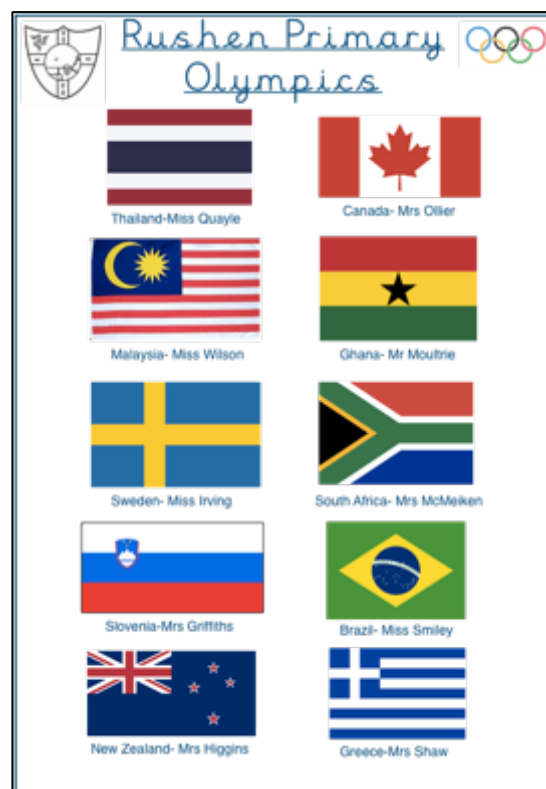 Rushen Primary
Olympics
Thailand-Miss Quayle
Canada- Mrs Ollier
Malaysia- Miss Wilson
Ghana- Mr Moultrie
Sweden- Miss Irving
South Africa- Mrs McMeiken
Slovenia-Mrs Griffiths
Brazil- Miss Smiley
New Zealand- Mrs Higgins
Greece-Mrs Shaw